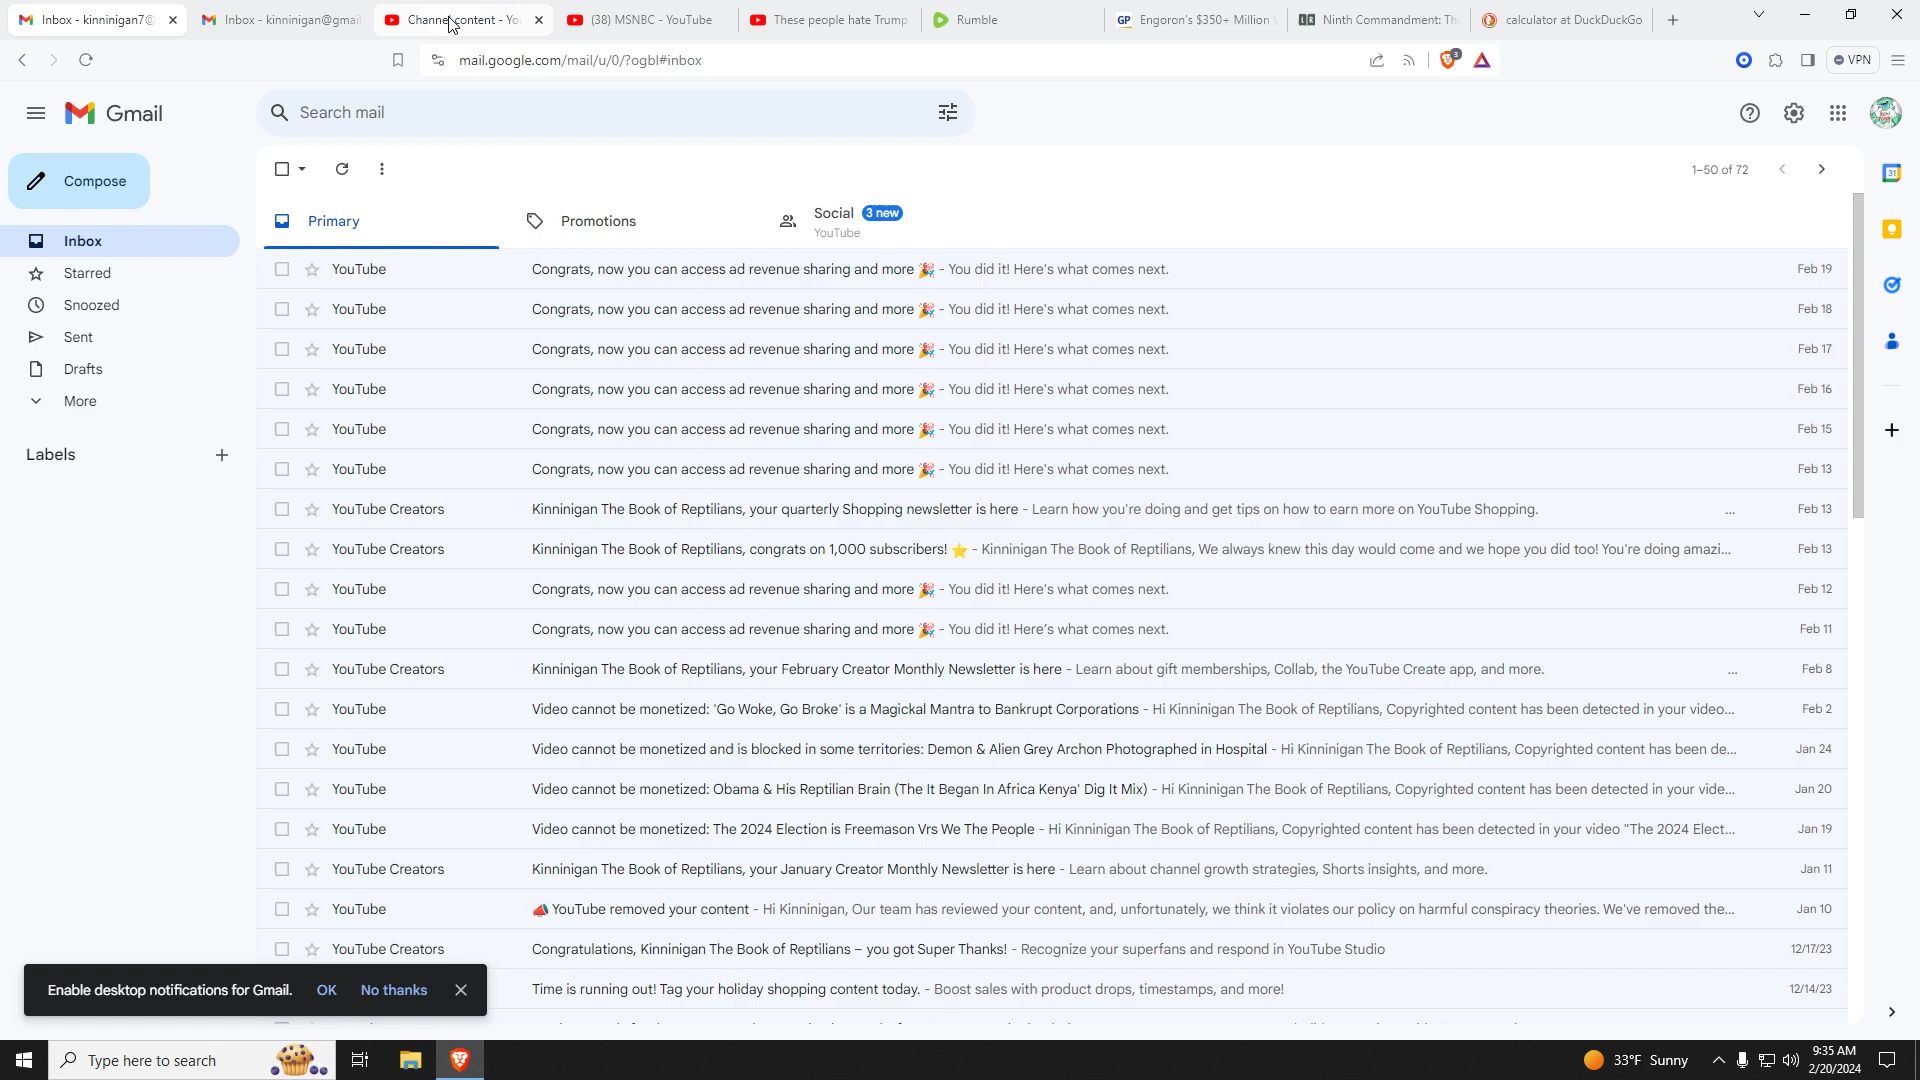 Inbox - kinninigan7@
Inbox - kinninigan@gmai
Channel content - Yo
(38) MSNBC - YouTube
These people hate Trump
Rumble
GP Engoron's $350+ Million
LR Ninth Commandment: Th
calculator at DuckDuckGo
mail.google.com/mail/u/0/?ogbl#inbox
3
VPN
Gmail
Search mail
Compose
1–50 of 72
31
Primary
Promotions
Social 3 new
YouTube
Inbox
Starred
Snoozed
Sent
Drafts
More
Labels
YouTube Congrats, now you can access ad revenue sharing and more 🎉 - You did it! Here's what comes next. Feb 19
YouTube Congrats, now you can access ad revenue sharing and more 🎉 - You did it! Here's what comes next. Feb 18
YouTube Congrats, now you can access ad revenue sharing and more 🎉 - You did it! Here's what comes next. Feb 17
YouTube Congrats, now you can access ad revenue sharing and more 🎉 - You did it! Here's what comes next. Feb 16
YouTube Congrats, now you can access ad revenue sharing and more 🎉 - You did it! Here's what comes next. Feb 15
YouTube Congrats, now you can access ad revenue sharing and more 🎉 - You did it! Here's what comes next. Feb 13
YouTube Creators Kinninigan The Book of Reptilians, your quarterly Shopping newsletter is here - Learn how you're doing and get tips on how to earn more on YouTube Shopping. ... Feb 13
YouTube Creators Kinninigan The Book of Reptilians, congrats on 1,000 subscribers! ⭐ - Kinninigan The Book of Reptilians, We always knew this day would come and we hope you did too! You're doing amazi... Feb 13
YouTube Congrats, now you can access ad revenue sharing and more 🎉 - You did it! Here's what comes next. Feb 12
YouTube Congrats, now you can access ad revenue sharing and more 🎉 - You did it! Here's what comes next. Feb 11
YouTube Creators Kinninigan The Book of Reptilians, your February Creator Monthly Newsletter is here - Learn about gift memberships, Collab, the YouTube Create app, and more. ... Feb 8
YouTube Video cannot be monetized: 'Go Woke, Go Broke' is a Magickal Mantra to Bankrupt Corporations - Hi Kinninigan The Book of Reptilians, Copyrighted content has been detected in your video... Feb 2
YouTube Video cannot be monetized and is blocked in some territories: Demon & Alien Grey Archon Photographed in Hospital - Hi Kinninigan The Book of Reptilians, Copyrighted content has been de... Jan 24
YouTube Video cannot be monetized: Obama & His Reptilian Brain (The It Began In Africa Kenya' Dig It Mix) - Hi Kinninigan The Book of Reptilians, Copyrighted content has been detected in your vide... Jan 20
YouTube Video cannot be monetized: The 2024 Election is Freemason Vrs We The People - Hi Kinninigan The Book of Reptilians, Copyrighted content has been detected in your video "The 2024 Elect... Jan 19
YouTube Creators Kinninigan The Book of Reptilians, your January Creator Monthly Newsletter is here - Learn about channel growth strategies, Shorts insights, and more. Jan 11
YouTube 📣 YouTube removed your content - Hi Kinninigan, Our team has reviewed your content, and, unfortunately, we think it violates our policy on harmful conspiracy theories. We've removed the... Jan 10
YouTube Creators Congratulations, Kinninigan The Book of Reptilians – you got Super Thanks! - Recognize your superfans and respond in YouTube Studio 12/17/23
Time is running out! Tag your holiday shopping content today. - Boost sales with product drops, timestamps, and more! 12/14/23
Enable desktop notifications for Gmail. OK No thanks
Type here to search
33°F Sunny
9:35 AM
2/20/2024